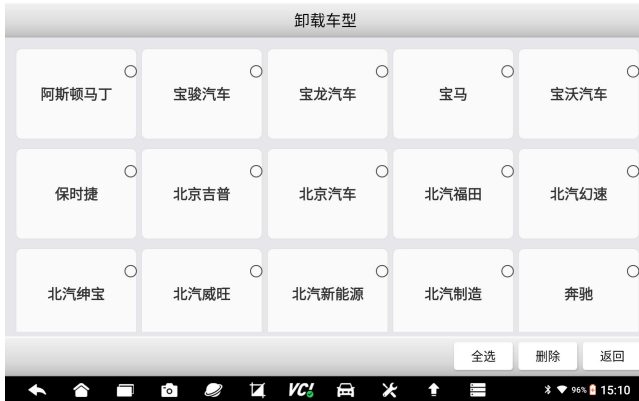 卸载车型
阿斯顿马丁 宝骏汽车 宝龙汽车 宝马 宝沃汽车
保时捷 北京吉普 北京汽车 北汽福田 北汽幻速
北汽绅宝 北汽威旺 北汽新能源 北汽制造 奔驰
全选 删除 返回
VC! 96% 15:10